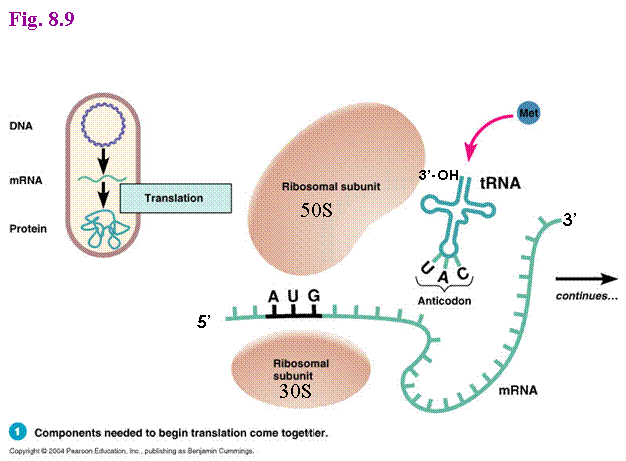 Fig. 8.9
DNA
mRNA
Protein
Translation
Ribosomal subunit
50S
Met
3'-OH
tRNA
U A C
Anticodon
3'
continues...
5'
A U G
Ribosomal
subunit
30S
mRNA
1 Components needed to begin translation come together.
Copyright © 2004 Pearson Education, Inc., publishing as Benjamin Cummings.